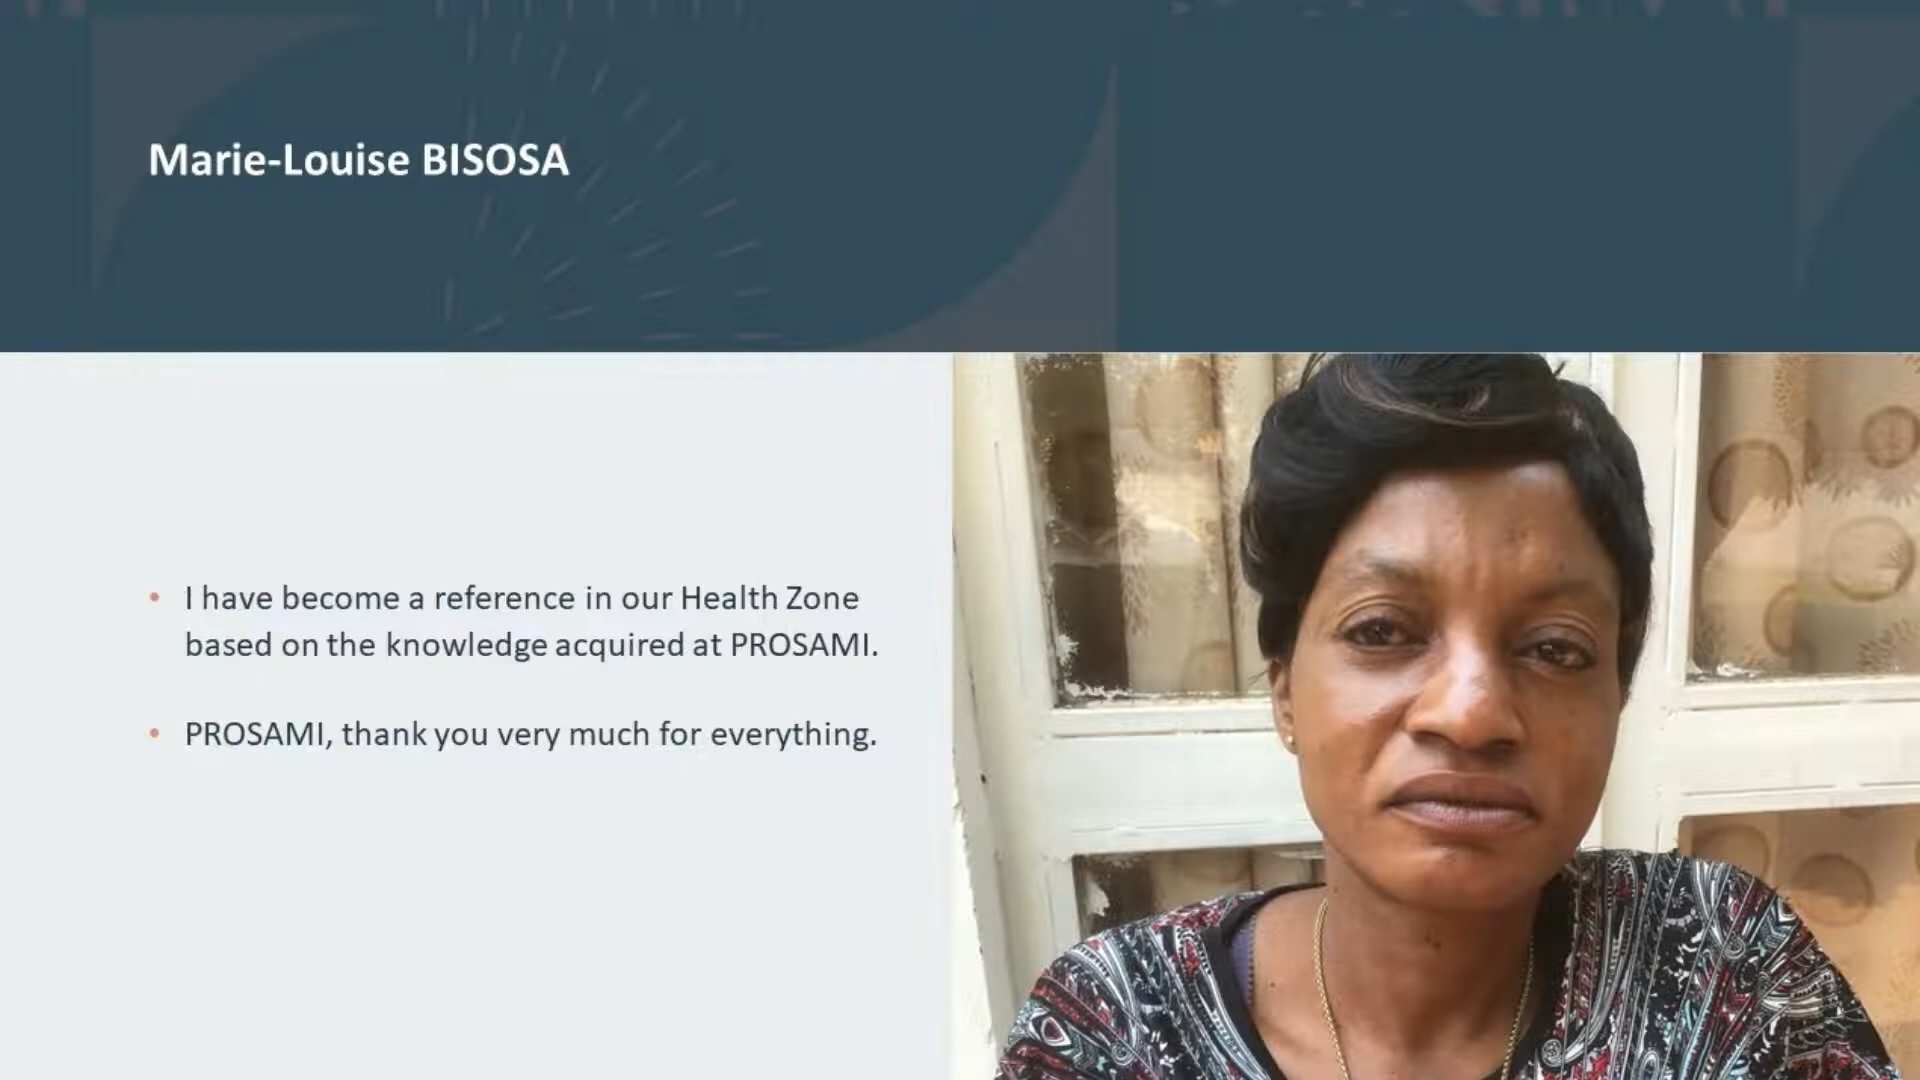 Marie-Louise BISOSA
• I have become a reference in our Health Zone
based on the knowledge acquired at PROSAMI.
• PROSAMI, thank you very much for everything.